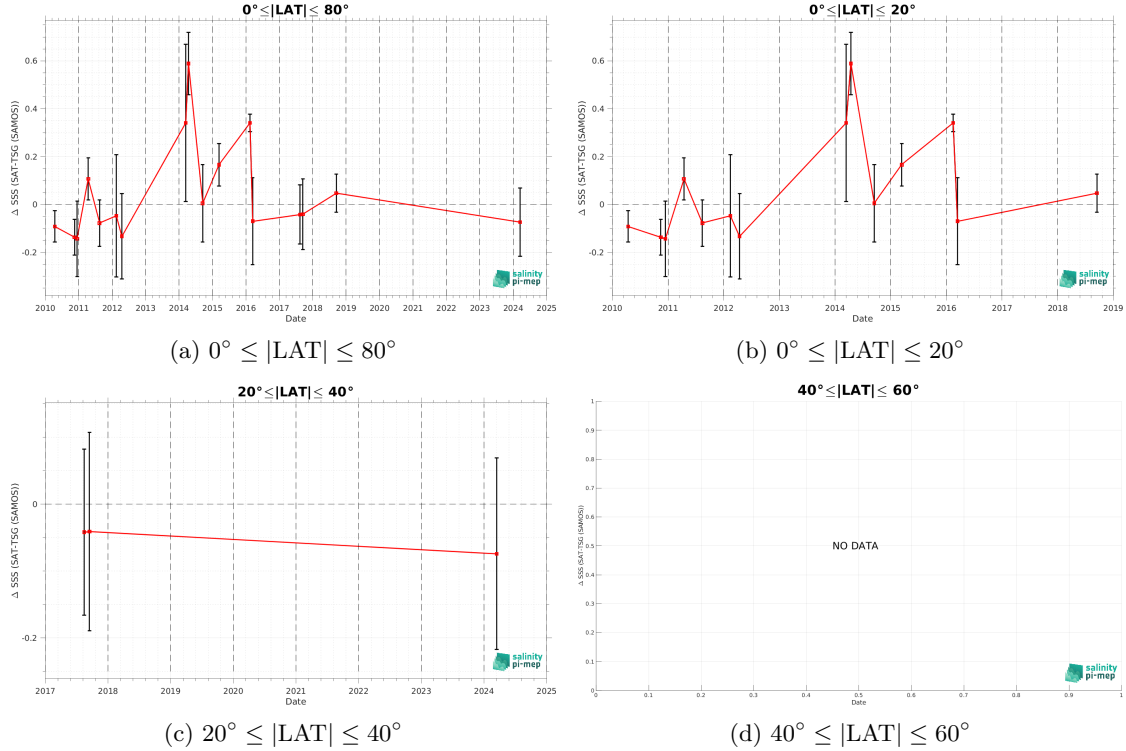 0°≤|LAT|≤ 80°
Δ SSS (SAT-TSG (SAMOS))
0.6
0.4
0.2
0
-0.2
2010 2011 2012 2013 2014 2015 2016 2017 2018 2019 2020 2021 2022 2023 2024 2025
Date
salinity
pi-mep
(a) 0° ≤ |LAT| ≤ 80°
0°≤|LAT|≤ 20°
Δ SSS (SAT-TSG (SAMOS))
0.6
0.4
0.2
0
-0.2
2010 2011 2012 2013 2014 2015 2016 2017 2018 2019
Date
salinity
pi-mep
(b) 0° ≤ |LAT| ≤ 20°
20°≤|LAT|≤ 40°
Δ SSS (SAT-TSG (SAMOS))
0
-0.2
2017 2018 2019 2020 2021 2022 2023 2024 2025
Date
salinity
pi-mep
(c) 20° ≤ |LAT| ≤ 40°
40°≤|LAT|≤ 60°
Δ SSS (SAT-TSG (SAMOS))
1
0.9
0.8
0.7
0.6
0.5
0.4
0.3
0.2
0.1
0
NO DATA
0 0.1 0.2 0.3 0.4 0.5 0.6 0.7 0.8 0.9 1
Date
salinity
pi-mep
(d) 40° ≤ |LAT| ≤ 60°